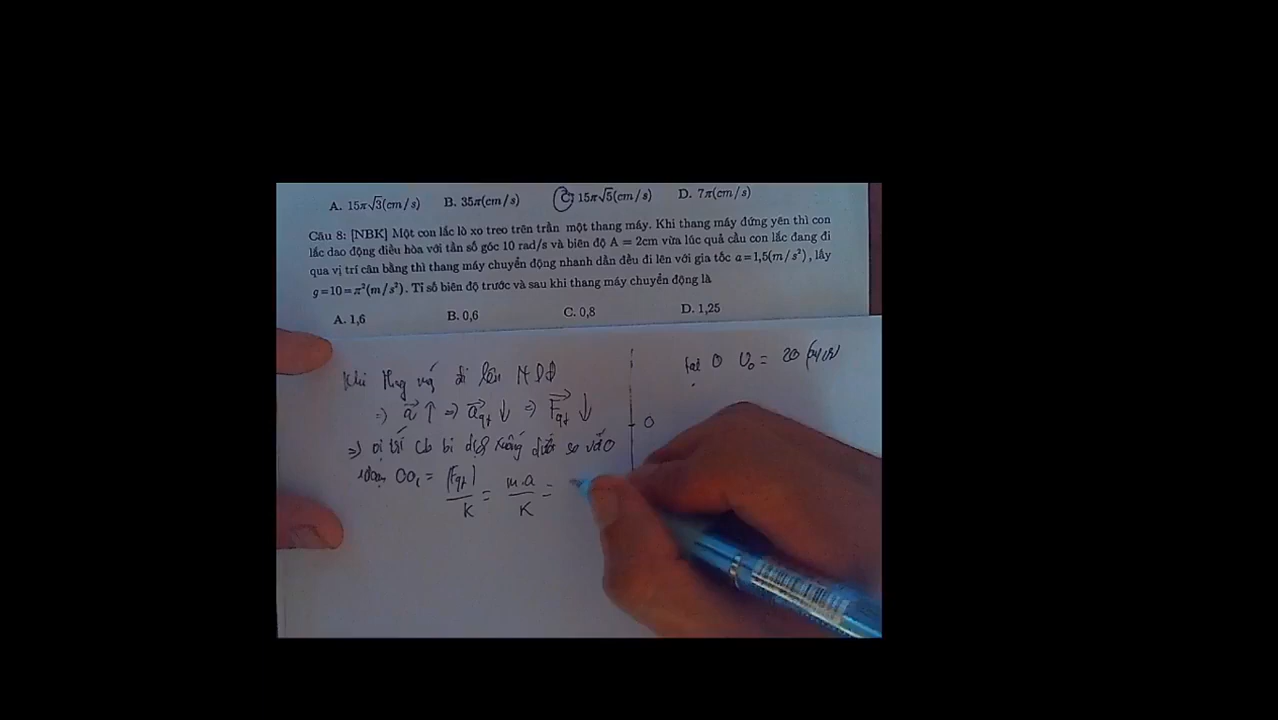 A. 15π√3(cm/s) B. 35π(cm/s) C. 15π√5(cm/s) D. 7π(cm/s)
Câu 8: [NBK] Một con lắc lò xo treo trên trần một thang máy. Khi thang máy đứng yên thì con
lắc dao động điều hòa với tần số góc 10 rad/s và biên độ A = 2cm vừa lúc quả cầu con lắc đang đi
qua vị trí cân bằng thì thang máy chuyển động nhanh dần đều đi lên với gia tốc a = 1,5(m/s²), lấy
g = 10 = π²(m/s²). Tỉ số biên độ trước và sau khi thang máy chuyển động là
A. 1,6 B. 0,6 C. 0,8 D. 1,25
tại O v₀ = 20 (cm/s)
Khi đi lên NDĐ
⇒ a⃗ ↑ ⇒ a⃗qt ↓ ⇒ F⃗qt ↓
O
⇒ vị trí cb bị dịch xuống dưới so với O
OO₁ = |Fqt|/K = m.a/K =